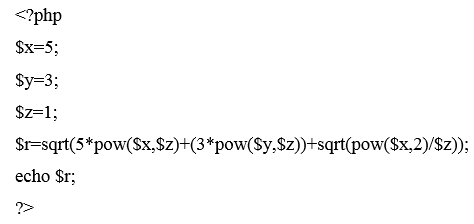 <?php
$x=5;
$y=3;
$z=1;
$r=sqrt(5*pow($x,$z)+(3*pow($y,$z))+sqrt(pow($x,2)/$z));
echo $r;
?>